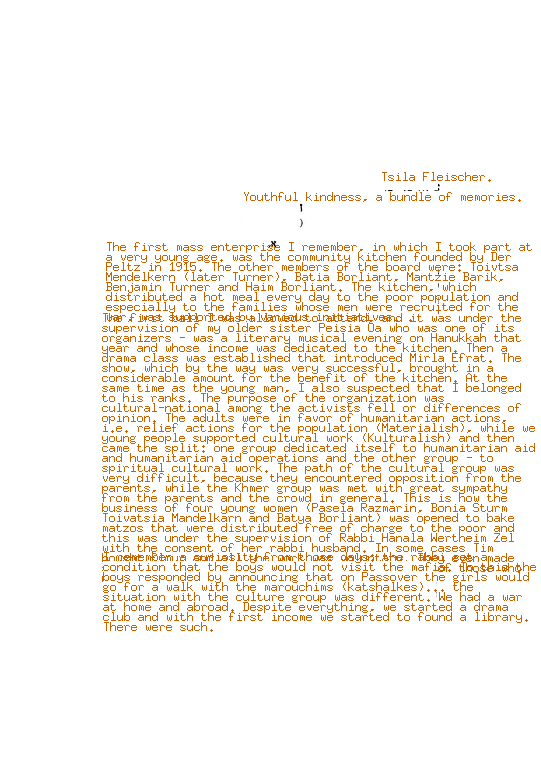 Tsila Fleischer.
Youthful kindness, a bundle of memories.
The first mass enterprise I remember, in which I took part at
a very young age, was the community kitchen founded by Der
Peltz in 1915. The other members of the board were: Toivtsa
Mendelkern (later Turner), Batia Borliant, Mantzie Barik,
Benjamin Turner and Haim Borliant. The kitchen, which
distributed a hot meal every day to the poor population and
especially to the families whose men were recruited for the
supervision of my older sister Peisia Oa who was one of its
organizers - was a literary musical evening on Hanukkah that
year and whose income was dedicated to the kitchen. Then a
drama class was established that introduced Mirla Efrat. The
show, which by the way was very successful, brought in a
considerable amount for the benefit of the kitchen. At the
same time as the young man, I also suspected that I belonged
to his ranks. The purpose of the organization was
cultural-national among the activists fell or differences of
opinion. The adults were in favor of humanitarian actions,
i.e. relief actions for the population (Materialish), while we
young people supported cultural work (Kulturalish) and then
came the split: one group dedicated itself to humanitarian aid
and humanitarian aid operations and the other group - to
spiritual cultural work. The path of the cultural group was
very difficult, because they encountered opposition from the
parents, while the Khmer group was met with great sympathy
from the parents and the crowd in general. This is how the
business of four young women (Paseia Razmarin, Bonia Sturm
Toivatsia Mandelkarn and Batya Borliant) was opened to bake
matzos that were distributed free of charge to the poor and
this was under the supervision of Rabbi Hanala Wertheim Zel
with the consent of her rabbi husband. In some cases Tim
condition that the boys would not visit the
boys responded by announcing that on Passover the girls would
go for a walk with the marouchims (katshalkes)... the
situation with the culture group was different. We had a war
at home and abroad. Despite everything, we started a drama
club and with the first income we started to found a library.
There were such.